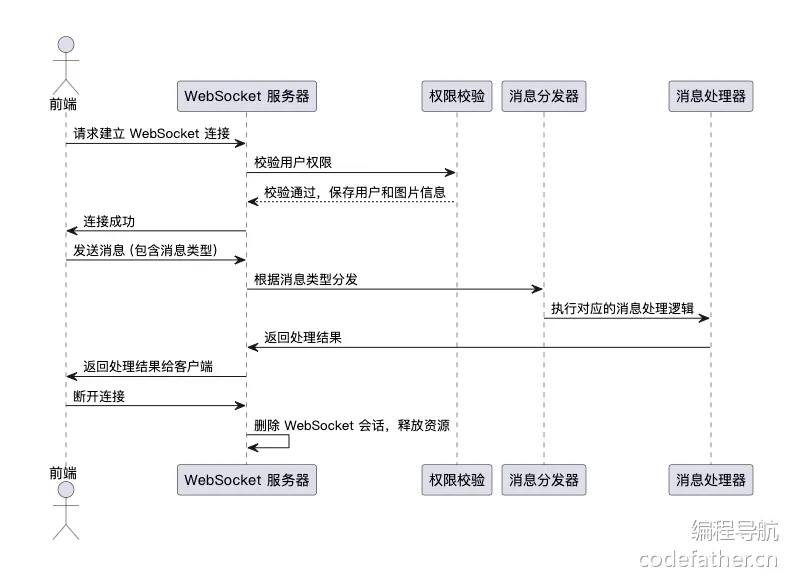 前端
WebSocket 服务器
权限校验
消息分发器
消息处理器
请求建立 WebSocket 连接
校验用户权限
校验通过，保存用户和图片信息
连接成功
发送消息 (包含消息类型)
根据消息类型分发
执行对应的消息处理逻辑
返回处理结果
返回处理结果给客户端
断开连接
删除 WebSocket 会话，释放资源
前端
WebSocket 服务器
权限校验
消息分发器
消息处理器
编程导航
codefather.cn